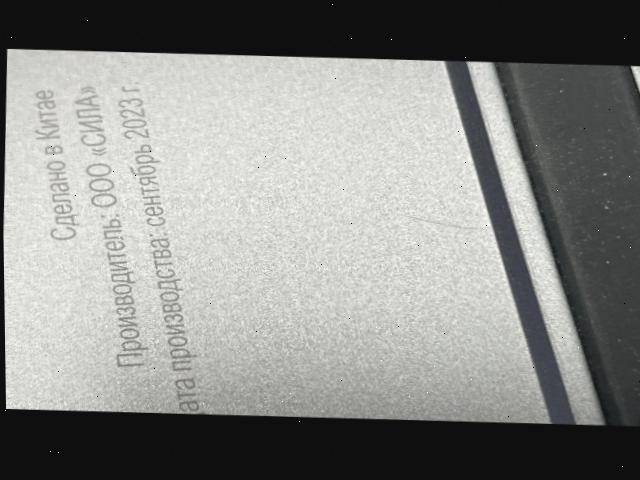 Сделано в Китае
Производитель: ООО «СИЛА»
ата производства: сентябрь 2023 г.